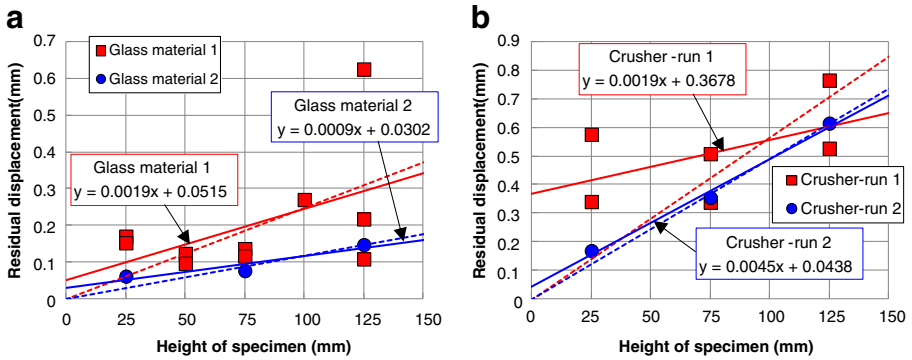 a
Residual displacement(mm)
0.7
0.6
0.5
0.4
0.3
0.2
0.1
0
Glass material 1
Glass material 2
Glass material 2
y = 0.0009x + 0.0302
Glass material 1
y = 0.0019x + 0.0515
0 25 50 75 100 125 150
Height of specimen (mm)
b
Residual displacement(mm)
0.9
0.8
0.7
0.6
0.5
0.4
0.3
0.2
0.1
0
Crusher -run 1
y = 0.0019x + 0.3678
Crusher-run 1
Crusher-run 2
Crusher -run 2
y = 0.0045x + 0.0438
0 25 50 75 100 125 150
Height of specimen (mm)